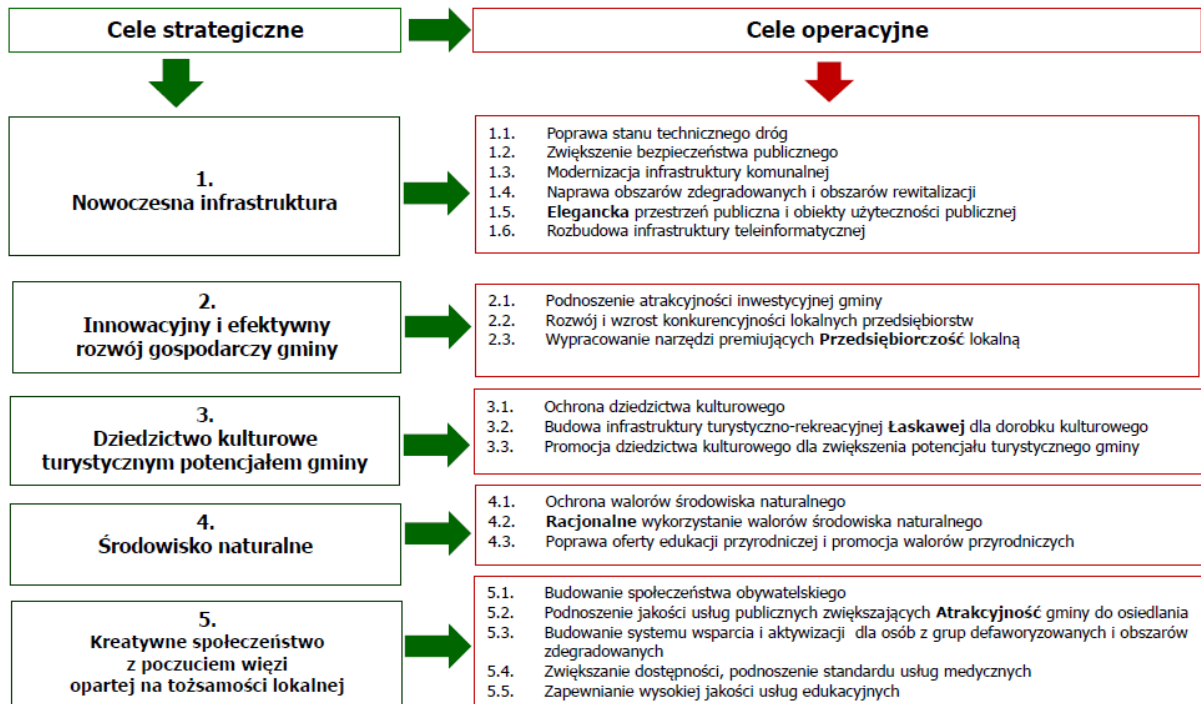 Cele strategiczne
Cele operacyjne
1.
Nowoczesna infrastruktura
1.1. Poprawa stanu technicznego dróg
1.2. Zwiększenie bezpieczeństwa publicznego
1.3. Modernizacja infrastruktury komunalnej
1.4. Naprawa obszarów zdegradowanych i obszarów rewitalizacji
1.5. Elegancka przestrzeń publiczna i obiekty użyteczności publicznej
1.6. Rozbudowa infrastruktury teleinformatycznej
2.
Innowacyjny i efektywny
rozwój gospodarczy gminy
2.1. Podnoszenie atrakcyjności inwestycyjnej gminy
2.2. Rozwój i wzrost konkurencyjności lokalnych przedsiębiorstw
2.3. Wypracowanie narzędzi premiujących Przedsiębiorczość lokalną
3.
Dziedzictwo kulturowe
turystycznym potencjałem gminy
3.1. Ochrona dziedzictwa kulturowego
3.2. Budowa infrastruktury turystyczno-rekreacyjnej Łaskawej dla dorobku kulturowego
3.3. Promocja dziedzictwa kulturowego dla zwiększenia potencjału turystycznego gminy
4.
Środowisko naturalne
4.1. Ochrona walorów środowiska naturalnego
4.2. Racjonalne wykorzystanie walorów środowiska naturalnego
4.3. Poprawa oferty edukacji przyrodniczej i promocja walorów przyrodniczych
5.
Kreatywne społeczeństwo
z poczuciem więzi
opartej na tożsamości lokalnej
5.1. Budowanie społeczeństwa obywatelskiego
5.2. Podnoszenie jakości usług publicznych zwiększających Atrakcyjność gminy do osiedlania
5.3. Budowanie systemu wsparcia i aktywizacji dla osób z grup defaworyzowanych i obszarów
zdegradowanych
5.4. Zwiększanie dostępności, podnoszenie standardu usług medycznych
5.5. Zapewnianie wysokiej jakości usług edukacyjnych